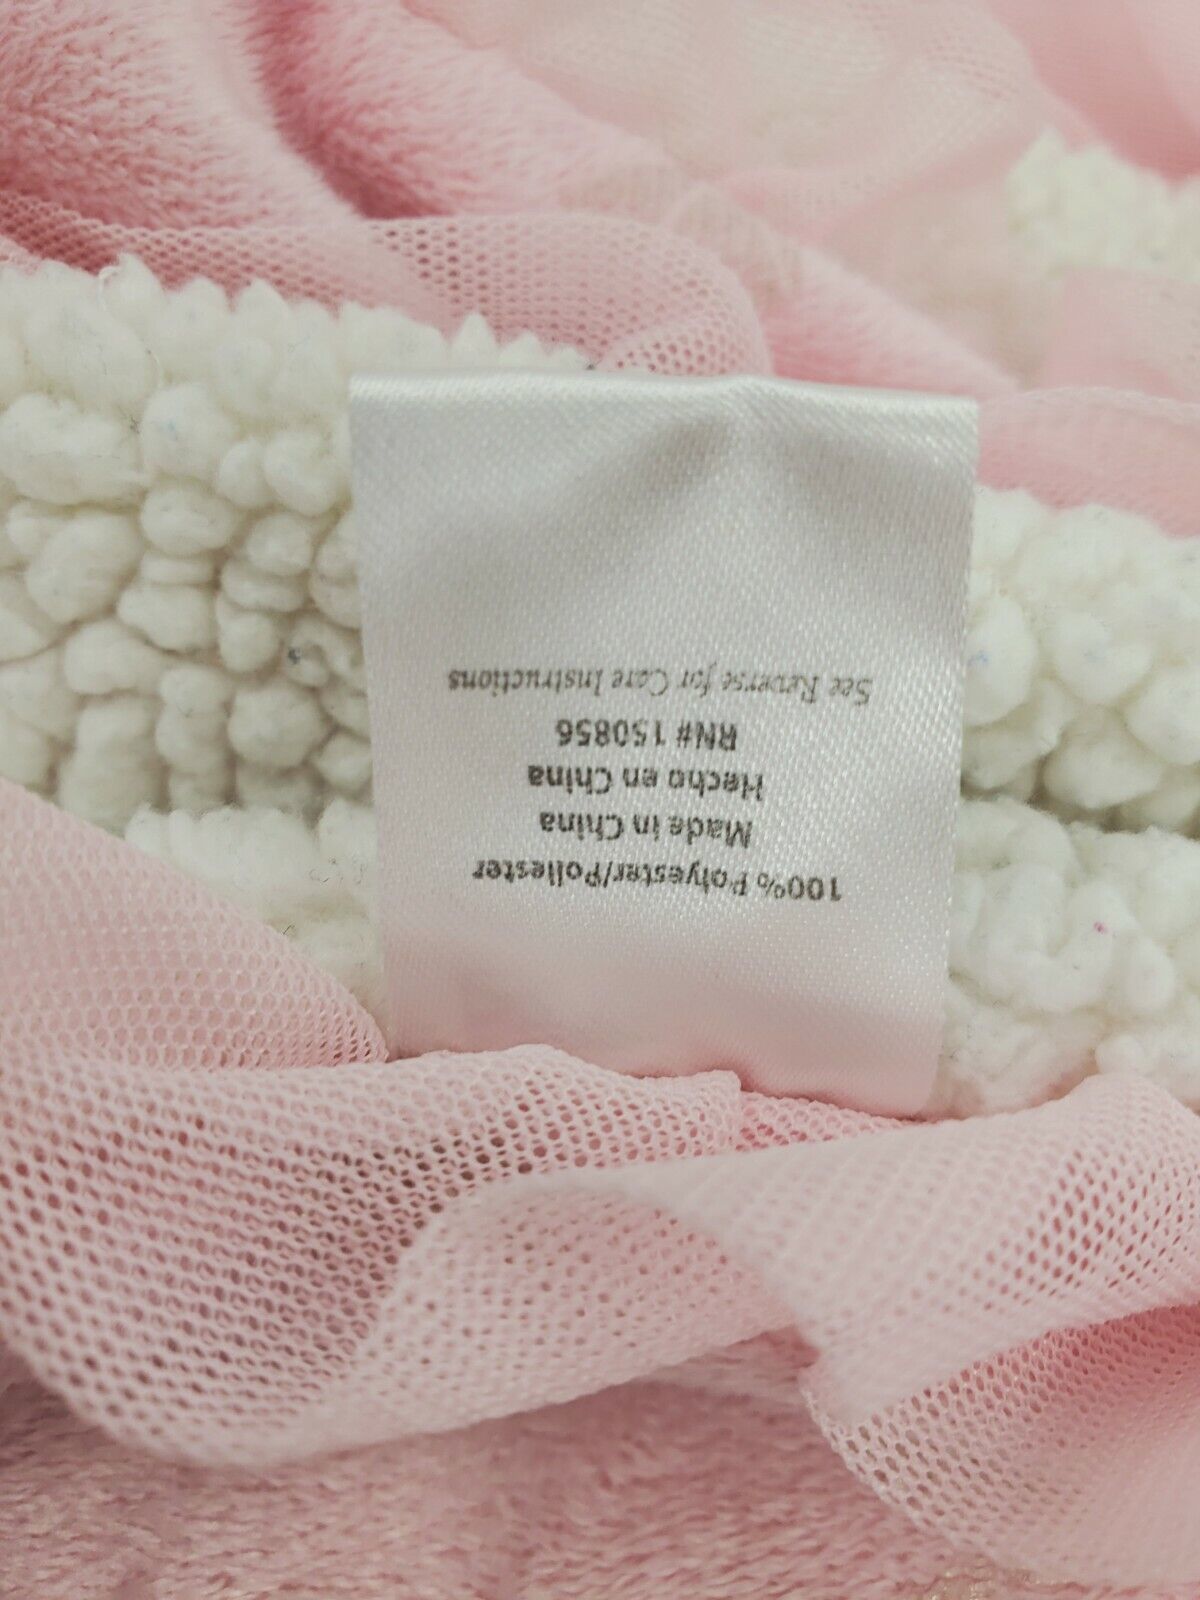 100% Polyester/Poliester
Made in China
Hecho en China
RN# 150856
See Reverse for Care Instructions